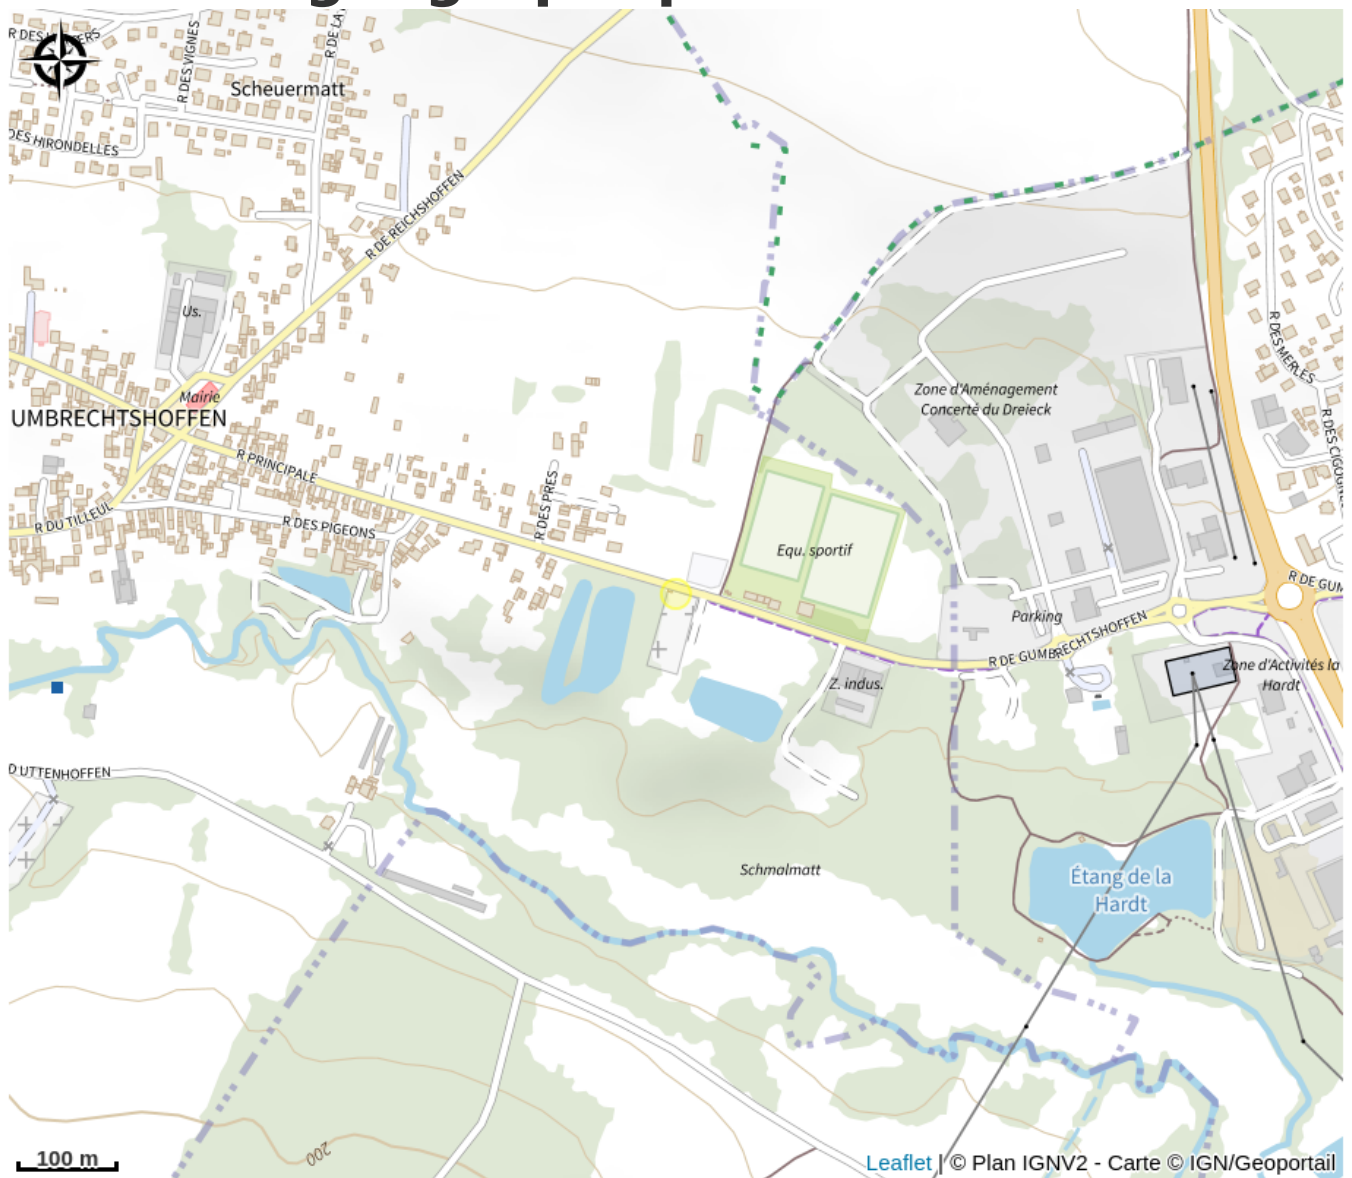 R DES VIGNES
R DE LA
Scheuermatt
DES HIRONDELLES
R DE REICHSHOFFEN
Us.
R DES MERLES
Mairie
Zone d'Aménagement
Concerté du Dreieck
UMBRECHTSHOFFEN
R PRINCIPALE
R DES CIGOGNE
R DES PRES
R DU TILLEUL
R DES PIGEONS
Equ. sportif
R DE GUM
Parking
R DE GUMBRECHTSHOFFEN
Zone d'Activités la
Hardt
Z. indus.
D UTTENHOFFEN
Schmalmatt
Étang de la
Hardt
200
100 m
Leaflet | © Plan IGNV2 - Carte © IGN/Geoportail